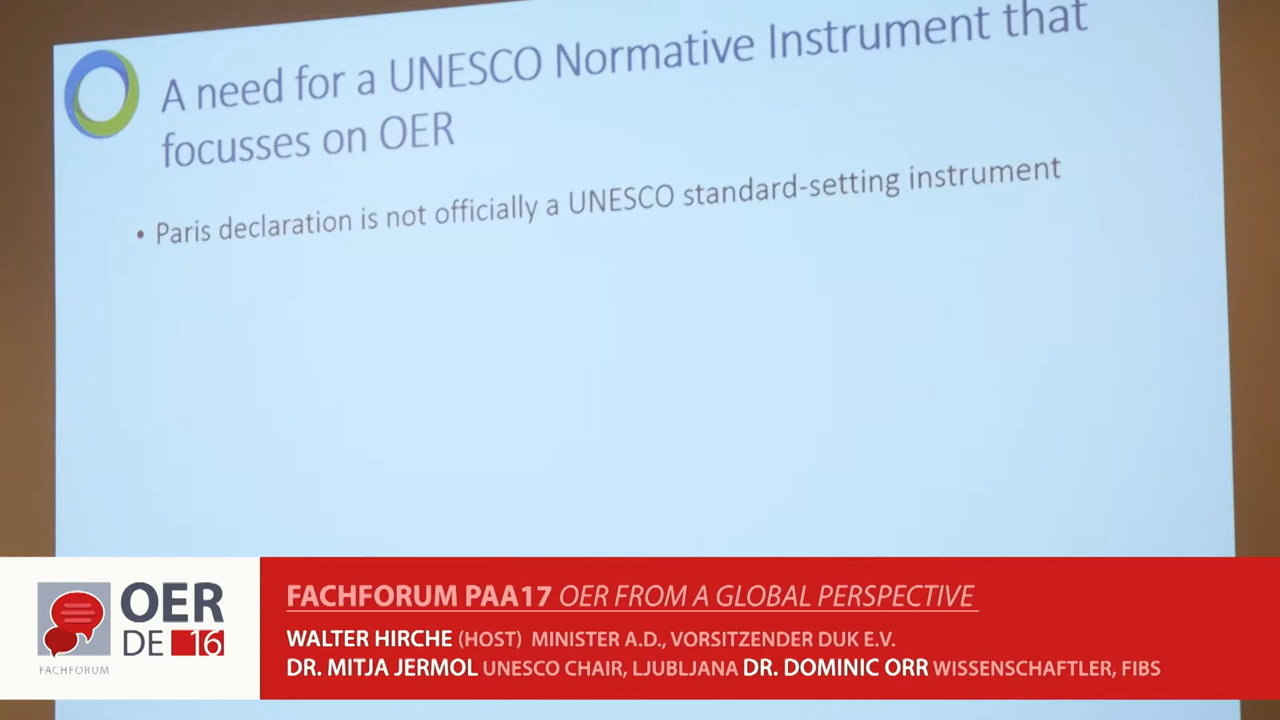 A need for a UNESCO Normative Instrument that
focusses on OER
• Paris declaration is not officially a UNESCO standard-setting instrument
OER
DE 16
FACHFORUM
FACHFORUM PAA17 OER FROM A GLOBAL PERSPECTIVE
WALTER HIRCHE (HOST) MINISTER A.D., VORSITZENDER DUK E.V.
DR. MITJA JERMOL UNESCO CHAIR, LJUBLJANA DR. DOMINIC ORR WISSENSCHAFTLER, FIBS